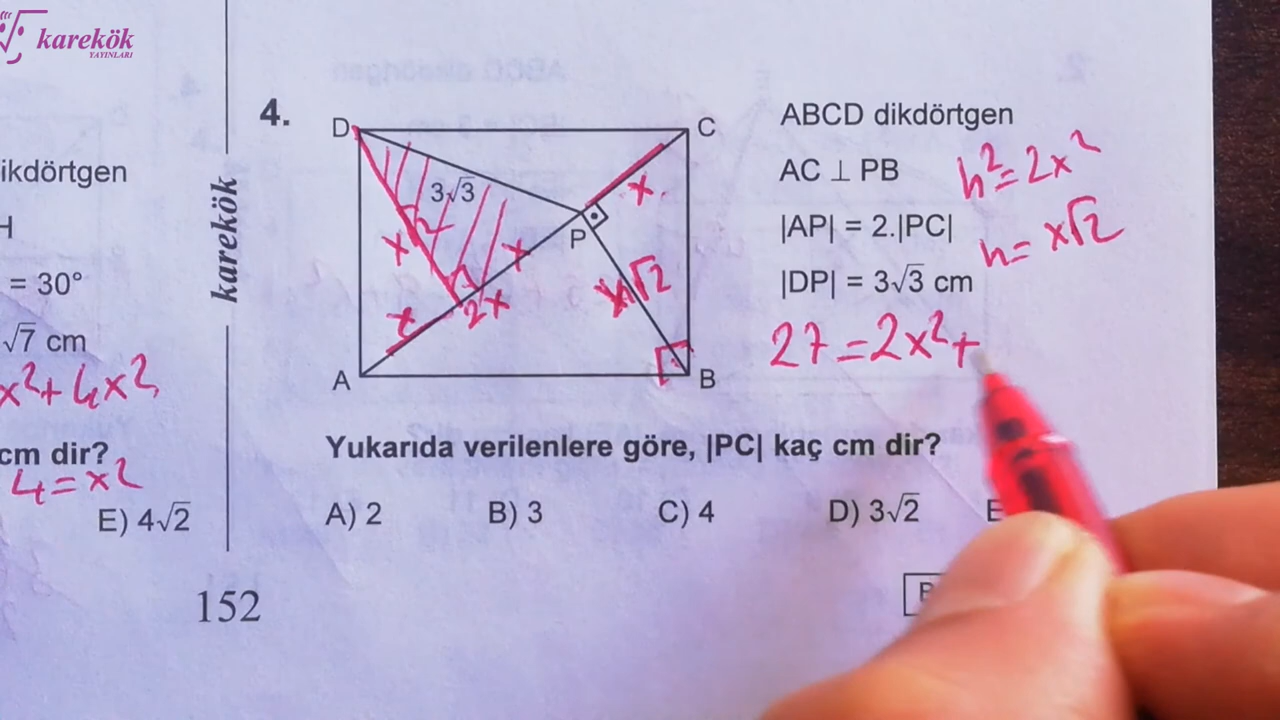 karekök
YAYINLARI
ikdörtgen
H
= 30°
√7 cm
x²+4x²
cm dir?
4=x²
E) 4√2
karekök
152
4.
D
C
3√3
x√2
x
x
P
x√2
x
2x
A
B
ABCD dikdörtgen
AC ⊥ PB
h²=2x²
|AP| = 2.|PC|
h= x√2
|DP| = 3√3 cm
27=2x²+
Yukarıda verilenlere göre, |PC| kaç cm dir?
A) 2
B) 3
C) 4
D) 3√2
E